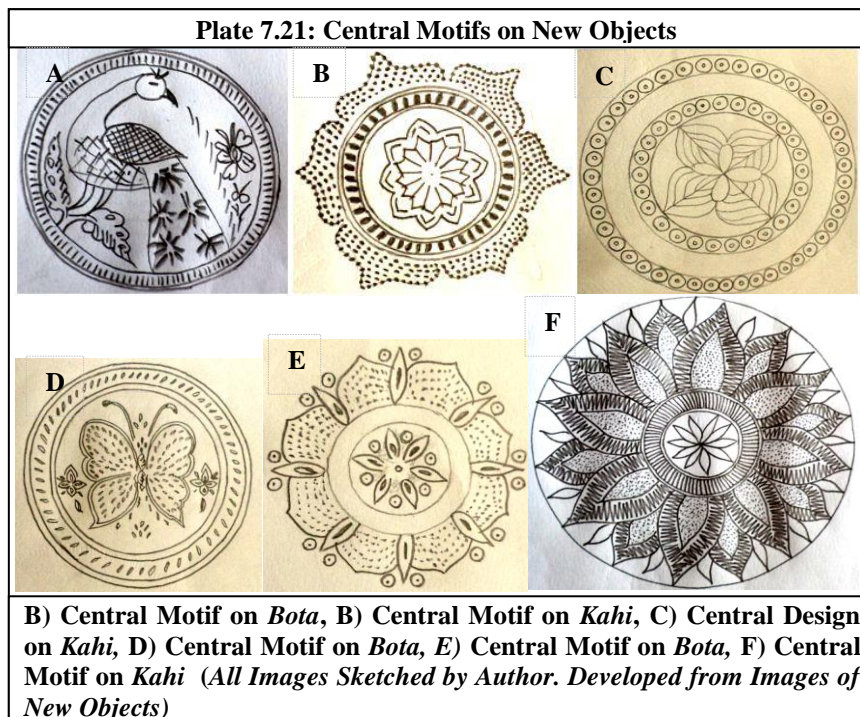 Plate 7.21: Central Motifs on New Objects
A
B
C
D
E
F
B) Central Motif on Bota, B) Central Motif on Kahi, C) Central Design
on Kahi, D) Central Motif on Bota, E) Central Motif on Bota, F) Central
Motif on Kahi (All Images Sketched by Author. Developed from Images of
New Objects)